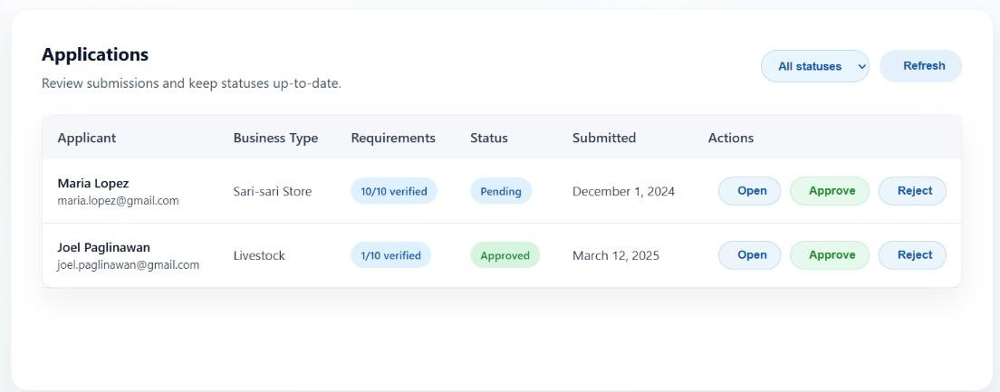 Applications
Review submissions and keep statuses up-to-date.
All statuses
Refresh
Applicant Business Type Requirements Status Submitted Actions
Maria Lopez
maria.lopez@gmail.com
Sari-sari Store 10/10 verified Pending December 1, 2024 Open Approve Reject
Joel Paglinawan
joel.paglinawan@gmail.com
Livestock 1/10 verified Approved March 12, 2025 Open Approve Reject